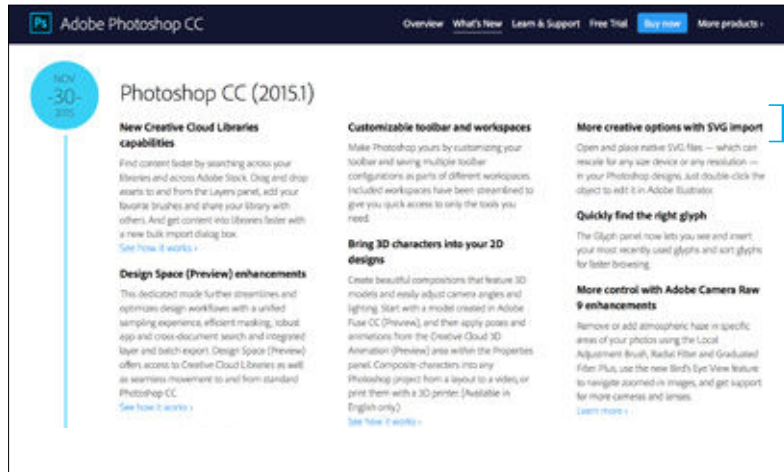 Ps Adobe Photoshop CC
Overview What's New Learn & Support Free Trial Buy now More products ›
NOV
-30-
2015
Photoshop CC (2015.1)
New Creative Cloud Libraries
capabilities
Find content faster by searching across your
libraries and across Adobe Stock. Drag and drop
assets to and from the Layers panel, add your
favorite brushes and share your library with
others. And get content into libraries faster with
a new bulk import dialog box.
See how it works ›
Design Space (Preview) enhancements
This dedicated mode further streamlines and
optimizes design workflows with a unified
sampling experience, efficient masking, robust
app and cross-document search and integrated
layer and batch export. Design Space (Preview)
offers access to Creative Cloud Libraries as well
as seamless movement to and from standard
Photoshop CC.
See how it works ›
Customizable toolbar and workspaces
Make Photoshop yours by customizing your
toolbar and saving multiple toolbar
configurations as parts of different workspaces.
Included workspaces have been streamlined to
give you quick access to only the tools you
need.
Bring 3D characters into your 2D
designs
Create beautiful compositions that feature 3D
models and easily adjust camera angles and
lighting. Start with a model created in Adobe
Fuse CC (Preview), and then apply poses and
animations from the Creative Cloud 3D
Animation (Preview) area within the Properties
panel. Composite characters into any
Photoshop project from a layout to a video, or
print them with a 3D printer. (Available in
English only.)
See how it works ›
More creative options with SVG import
Open and place native SVG files — which can
rescale for any size device or any resolution —
in your Photoshop designs. Just double-click the
object to edit it in Adobe Illustrator.
Quickly find the right glyph
The Glyph panel now lets you see and insert
your most recently used glyphs and sort glyphs
for faster browsing.
More control with Adobe Camera Raw
9 enhancements
Remove or add atmospheric haze in specific
areas of your photos using the Local
Adjustment Brush, Radial Filter and Graduated
Filter. Plus, use the new Bird's Eye View feature
to navigate zoomed in images, and get support
for more cameras and lenses.
Learn more ›